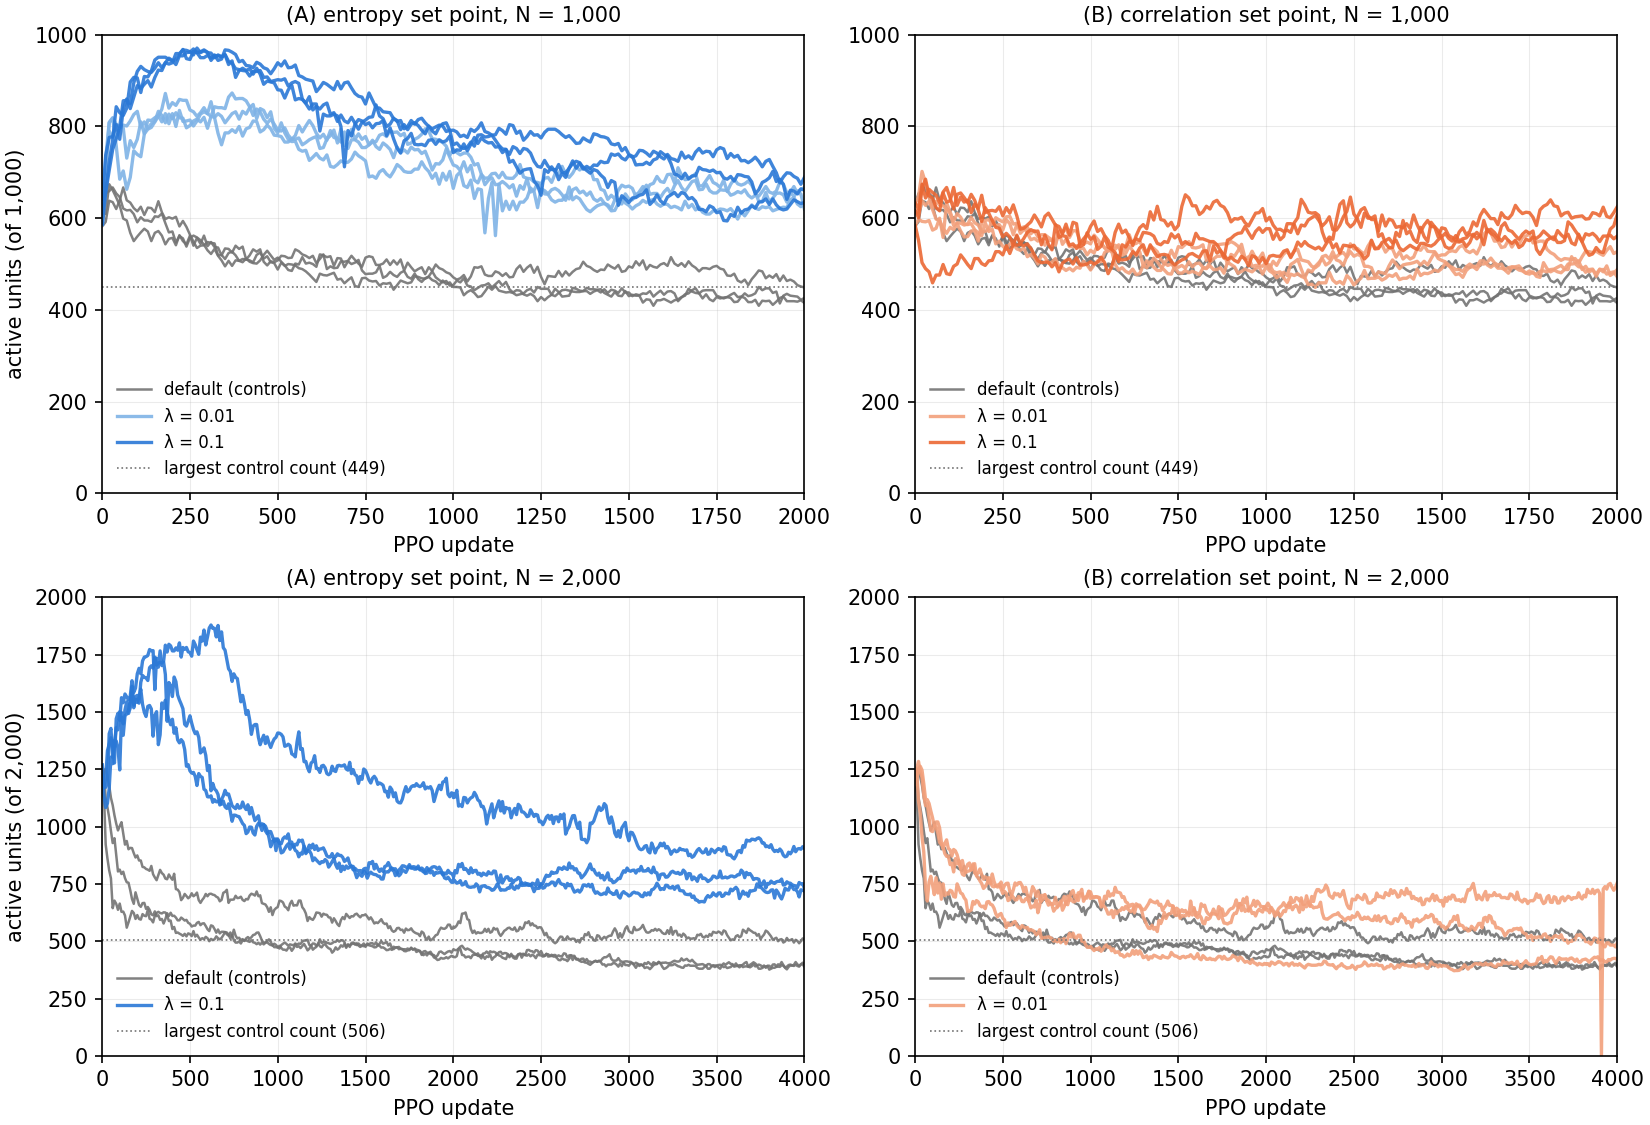 (A) entropy set point, N = 1,000
active units (of 1,000)
1000
800
600
400
200
0
default (controls)
λ = 0.01
λ = 0.1
largest control count (449)
0 250 500 750 1000 1250 1500 1750 2000
PPO update
(B) correlation set point, N = 1,000
1000
800
600
400
200
0
default (controls)
λ = 0.01
λ = 0.1
largest control count (449)
0 250 500 750 1000 1250 1500 1750 2000
PPO update
(A) entropy set point, N = 2,000
active units (of 2,000)
2000
1750
1500
1250
1000
750
500
250
0
default (controls)
λ = 0.1
largest control count (506)
0 500 1000 1500 2000 2500 3000 3500 4000
PPO update
(B) correlation set point, N = 2,000
2000
1750
1500
1250
1000
750
500
250
0
default (controls)
λ = 0.01
largest control count (506)
0 500 1000 1500 2000 2500 3000 3500 4000
PPO update